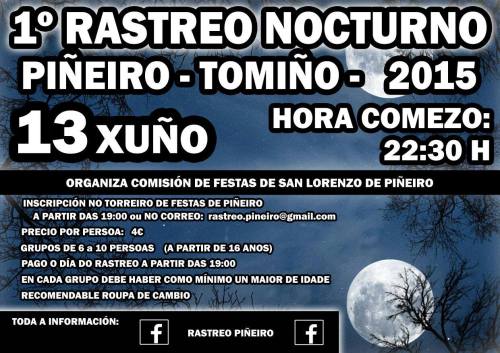 1º RASTREO NOCTURNO
PIÑEIRO - TOMIÑO - 2015
13 XUÑO
HORA COMEZO:
22:30 H
ORGANIZA COMISIÓN DE FESTAS DE SAN LORENZO DE PIÑEIRO
INSCRIPCIÓN NO TORREIRO DE FESTAS DE PIÑEIRO
A PARTIR DAS 19:00 ou NO CORREO: rastreo.pineiro@gmail.com
PRECIO POR PERSOA: 4€
GRUPOS DE 6 a 10 PERSOAS (A PARTIR DE 16 ANOS)
PAGO O DÍA DO RASTREO A PARTIR DAS 19:00
EN CADA GRUPO DEBE HABER COMO MÍNIMO UN MAIOR DE IDADE
RECOMENDABLE ROUPA DE CAMBIO
TODA A INFORMACIÓN: f RASTREO PIÑEIRO f